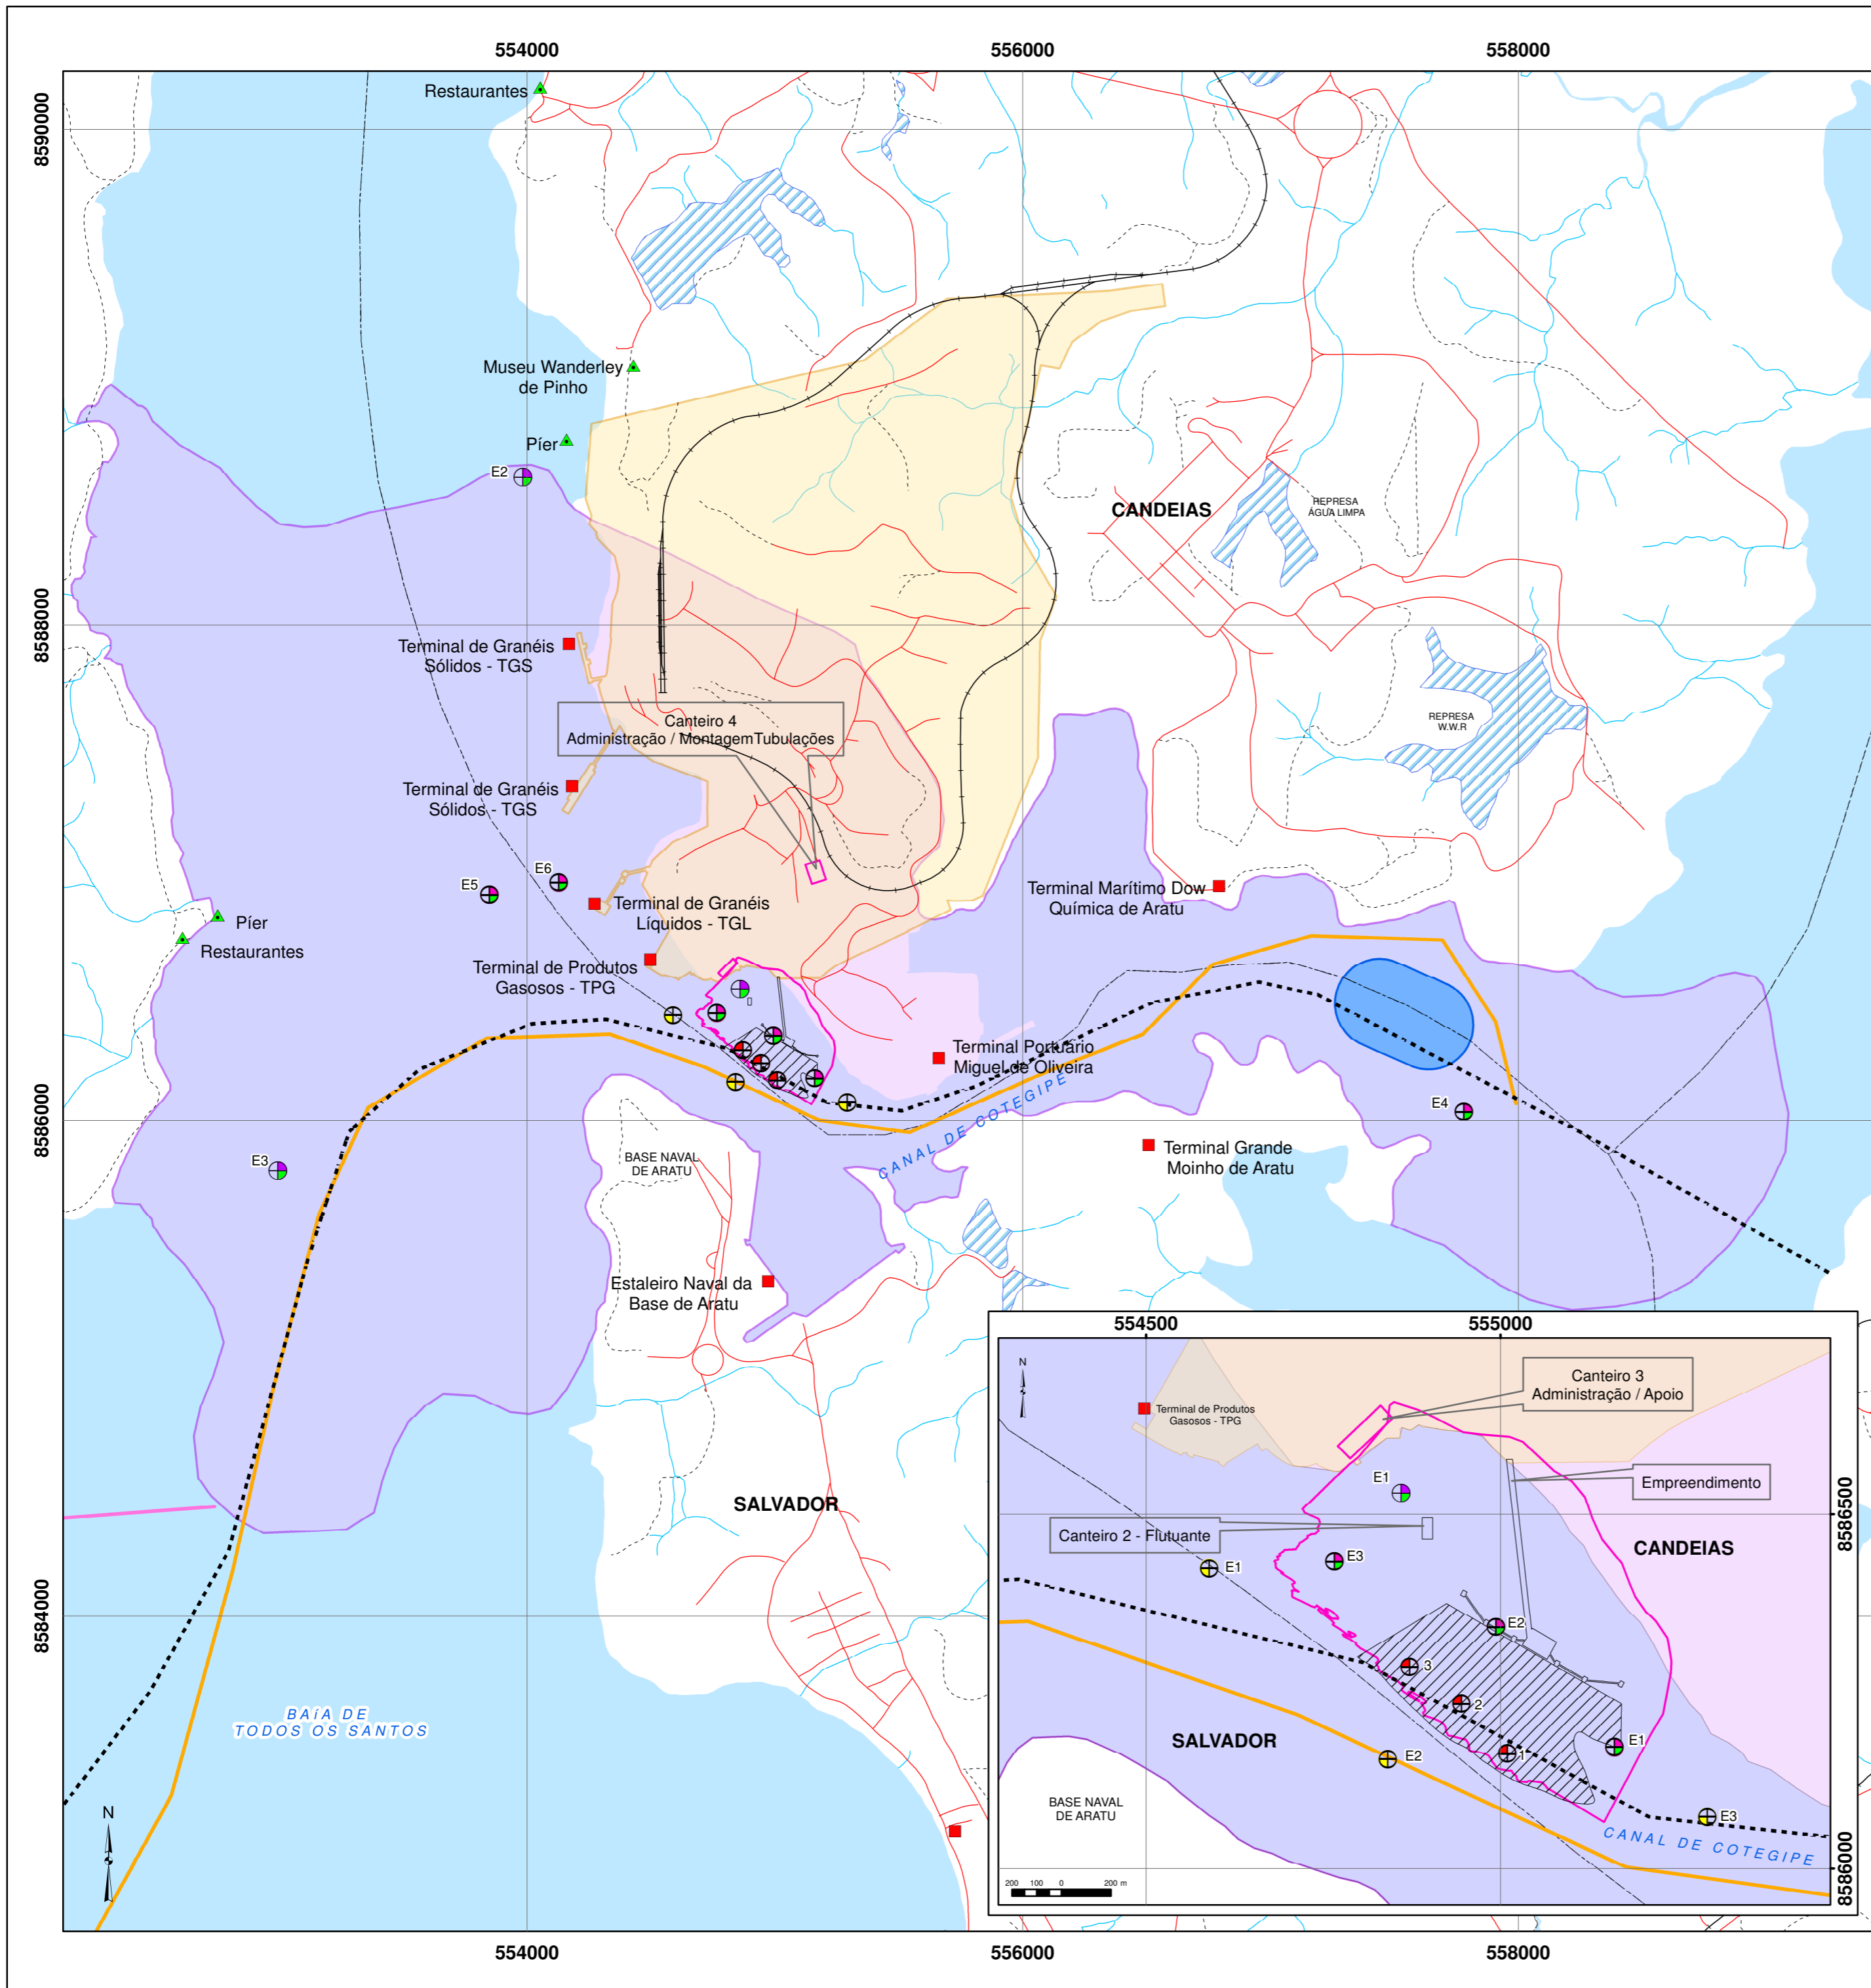 554000
556000
558000
8590000
8588000
8586000
8584000
Restaurantes
Museu Wanderley
de Pinho
Píer
E2
CANDEIAS
REPRESA
ÁGUA LIMPA
Terminal de Granéis
Sólidos - TGS
Canteiro 4
Administração / MontagemTubulações
REPRESA
W.W.R
Terminal de Granéis
Sólidos - TGS
E6
E5
Terminal de Granéis
Líquidos - TGL
Terminal Marítimo Dow
Química de Aratu
Píer
Restaurantes
Terminal de Produtos
Gasosos - TPG
Terminal Portuário
Miguel de Oliveira
CANAL DE COTEGIPE
E4
Terminal Grande
Moinho de Aratu
BASE NAVAL
DE ARATU
E3
Estaleiro Naval da
Base de Aratu
SALVADOR
BAÍA DE
TODOS OS SANTOS
N
554000
556000
558000
554500
555000
N
Canteiro 3
Administração / Apoio
Terminal de Produtos
Gasosos - TPG
E1
Empreendimento
8586500
Canteiro 2 - Flutuante
CANDEIAS
E3
E1
E2
3
2
SALVADOR
E1
1
E2
BASE NAVAL
DE ARATU
E3
CANAL DE COTEGIPE
8586000
200 100 0 200 m